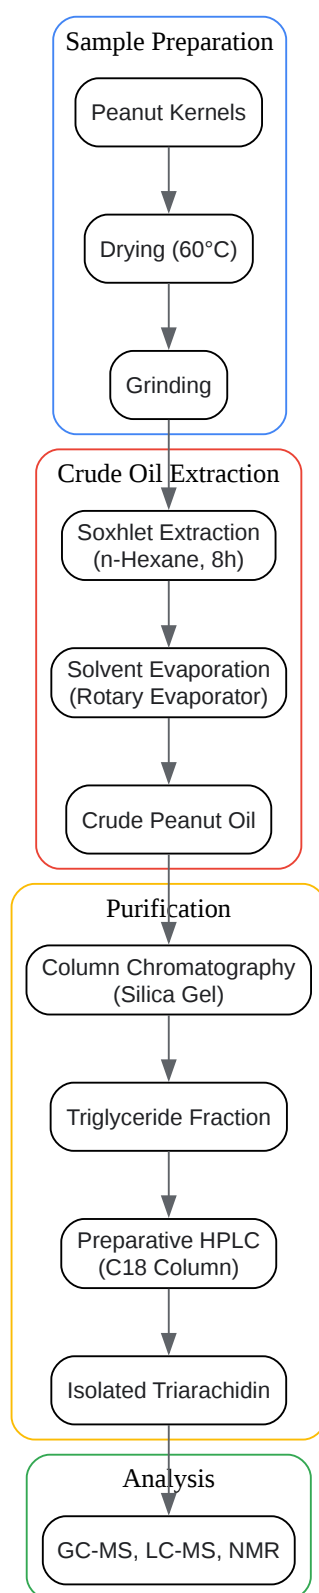 Sample Preparation
Peanut Kernels
Drying (60°C)
Grinding
Crude Oil Extraction
Soxhlet Extraction
(n-Hexane, 8h)
Solvent Evaporation
(Rotary Evaporator)
Crude Peanut Oil
Purification
Column Chromatography
(Silica Gel)
Triglyceride Fraction
Preparative HPLC
(C18 Column)
Isolated Triarachidin
Analysis
GC-MS, LC-MS, NMR